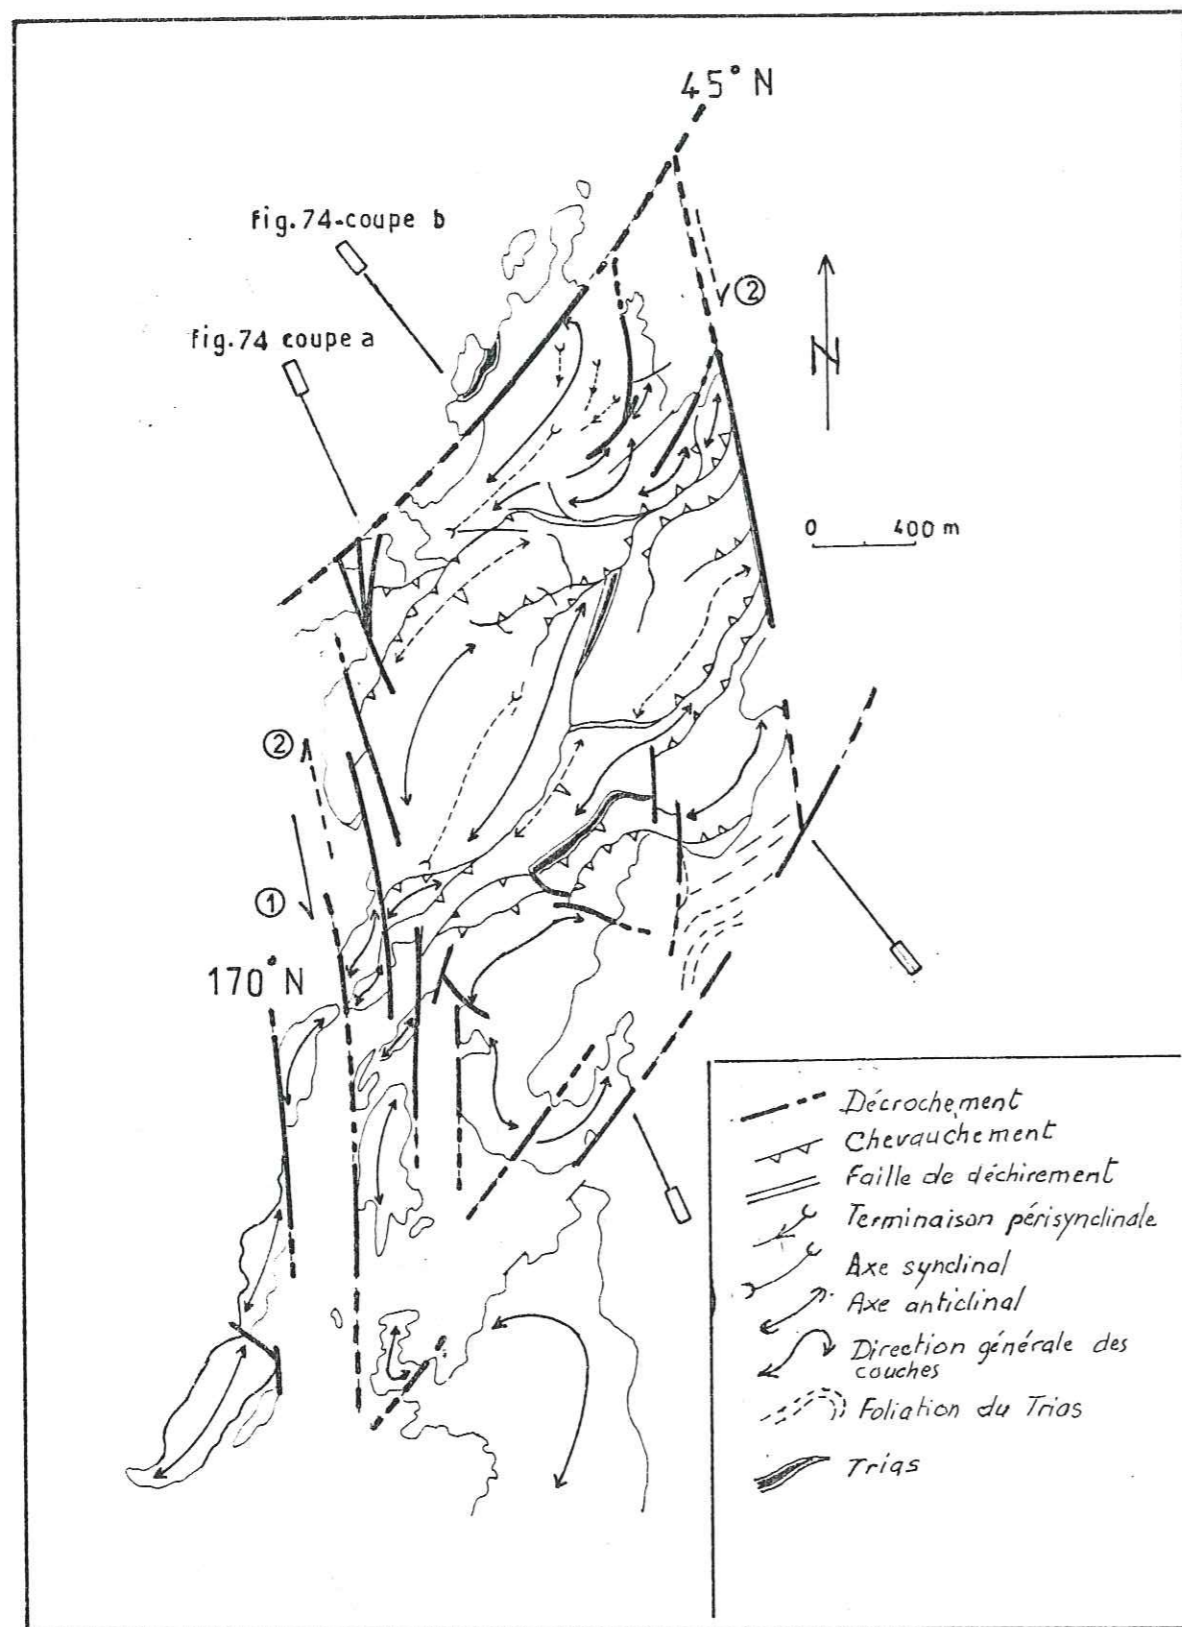 45° N
Fig.74-coupe b
Fig.74 coupe a
②
N
0 400 m
②
①
170° N
Décrochement
Chevauchement
Faille de déchirement
Terminaison périsynclinale
Axe synclinal
Axe anticlinal
Direction générale des
couches
Foliation du Trias
Trias